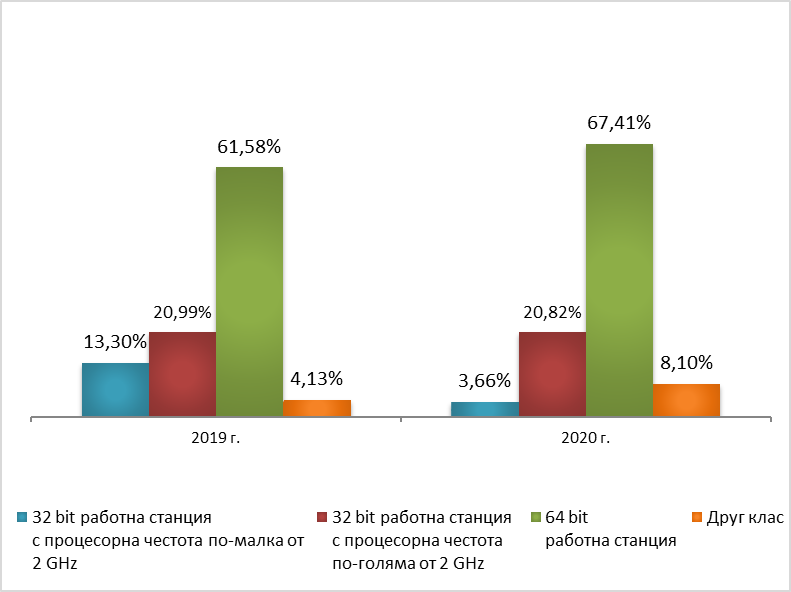 61,58%
67,41%
13,30%
20,99%
4,13%
3,66%
20,82%
8,10%
2019 г.
2020 г.
32 bit работна станция
с процесорна честота по-малка от
2 GHz
32 bit работна станция
с процесорна честота
по-голяма от 2 GHz
64 bit
работна станция
Друг клас